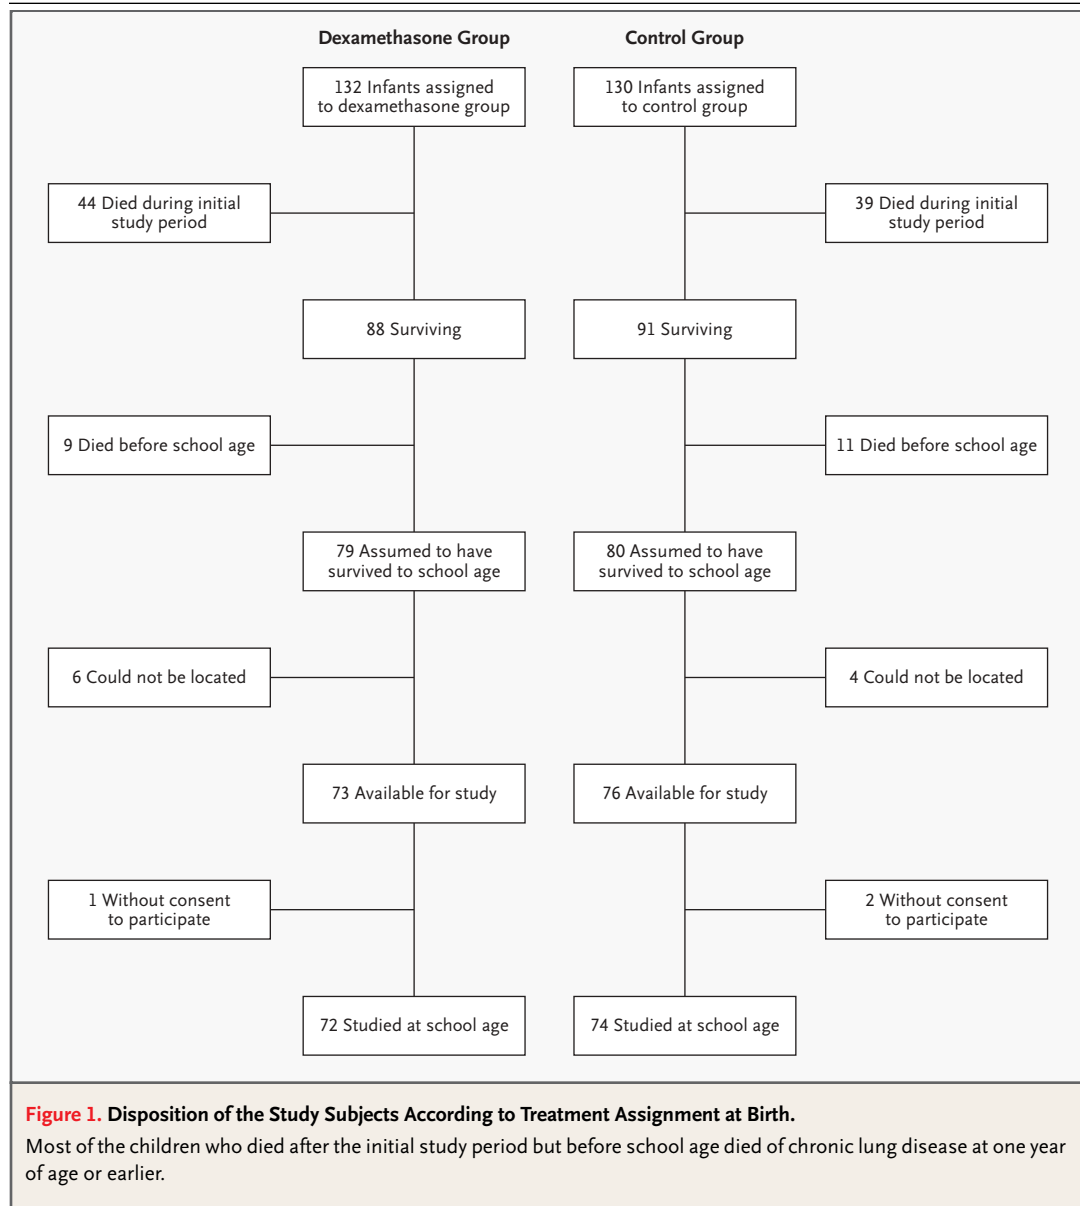 Dexamethasone Group
Control Group
132 Infants assigned
to dexamethasone group
130 Infants assigned
to control group
44 Died during initial
study period
39 Died during initial
study period
88 Surviving
91 Surviving
9 Died before school age
11 Died before school age
79 Assumed to have
survived to school age
80 Assumed to have
survived to school age
6 Could not be located
4 Could not be located
73 Available for study
76 Available for study
1 Without consent
to participate
2 Without consent
to participate
72 Studied at school age
74 Studied at school age
Figure 1. Disposition of the Study Subjects According to Treatment Assignment at Birth.
Most of the children who died after the initial study period but before school age died of chronic lung disease at one year
of age or earlier.